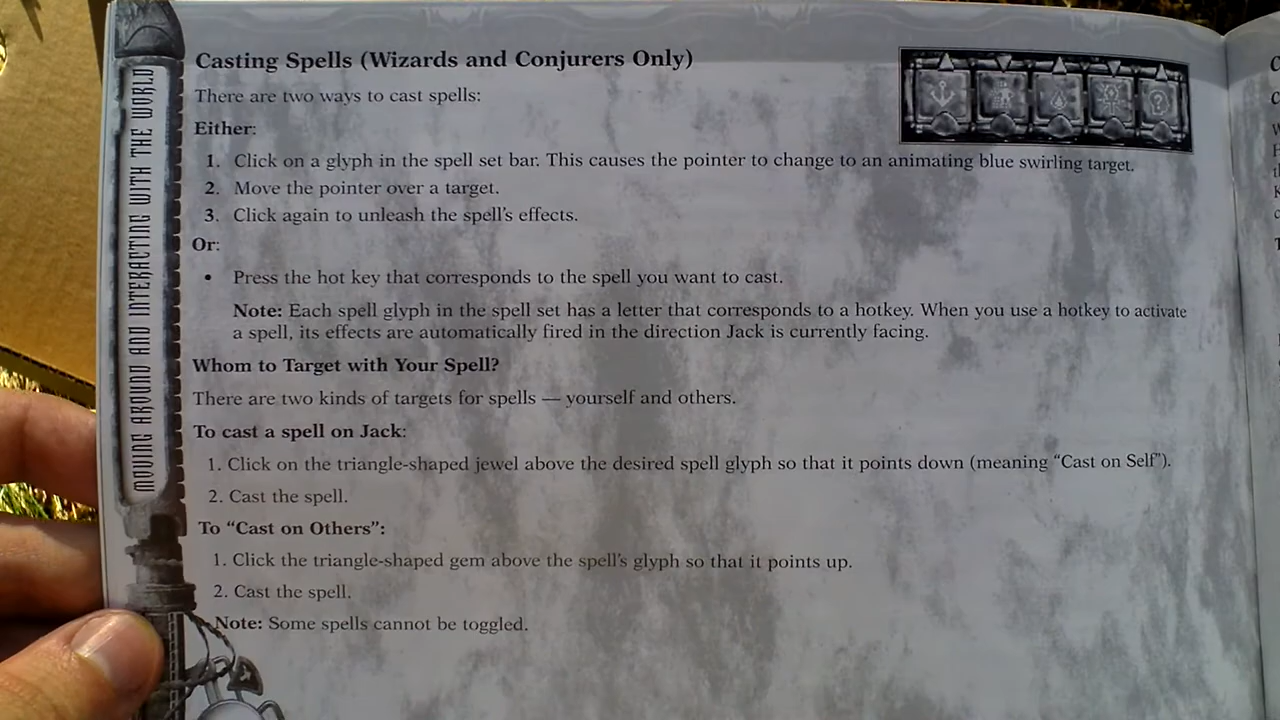 MOVING AROUND AND INTERACTING WITH THE WORLD
Casting Spells (Wizards and Conjurers Only)
There are two ways to cast spells:
Either:
1. Click on a glyph in the spell set bar. This causes the pointer to change to an animating blue swirling target.
2. Move the pointer over a target.
3. Click again to unleash the spell's effects.
Or:
• Press the hot key that corresponds to the spell you want to cast.
Note: Each spell glyph in the spell set has a letter that corresponds to a hotkey. When you use a hotkey to activate
a spell, its effects are automatically fired in the direction Jack is currently facing.
Whom to Target with Your Spell?
There are two kinds of targets for spells — yourself and others.
To cast a spell on Jack:
1. Click on the triangle-shaped jewel above the desired spell glyph so that it points down (meaning “Cast on Self”).
2. Cast the spell.
To “Cast on Others”:
1. Click the triangle-shaped gem above the spell's glyph so that it points up.
2. Cast the spell.
Note: Some spells cannot be toggled.